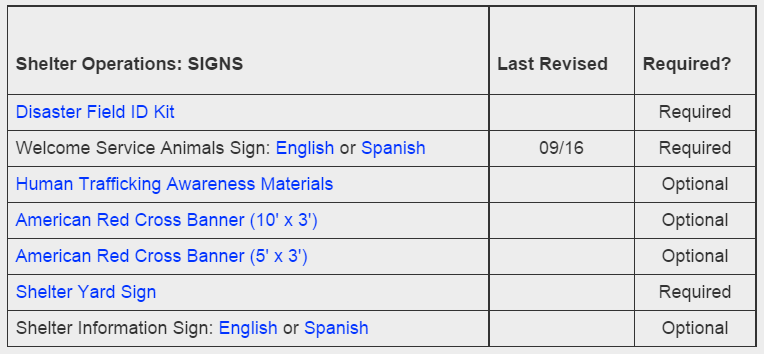 Shelter Operations: SIGNS Last Revised Required?
Disaster Field ID Kit Required
Welcome Service Animals Sign: English or Spanish 09/16 Required
Human Trafficking Awareness Materials Optional
American Red Cross Banner (10' x 3') Optional
American Red Cross Banner (5' x 3') Optional
Shelter Yard Sign Required
Shelter Information Sign: English or Spanish Optional